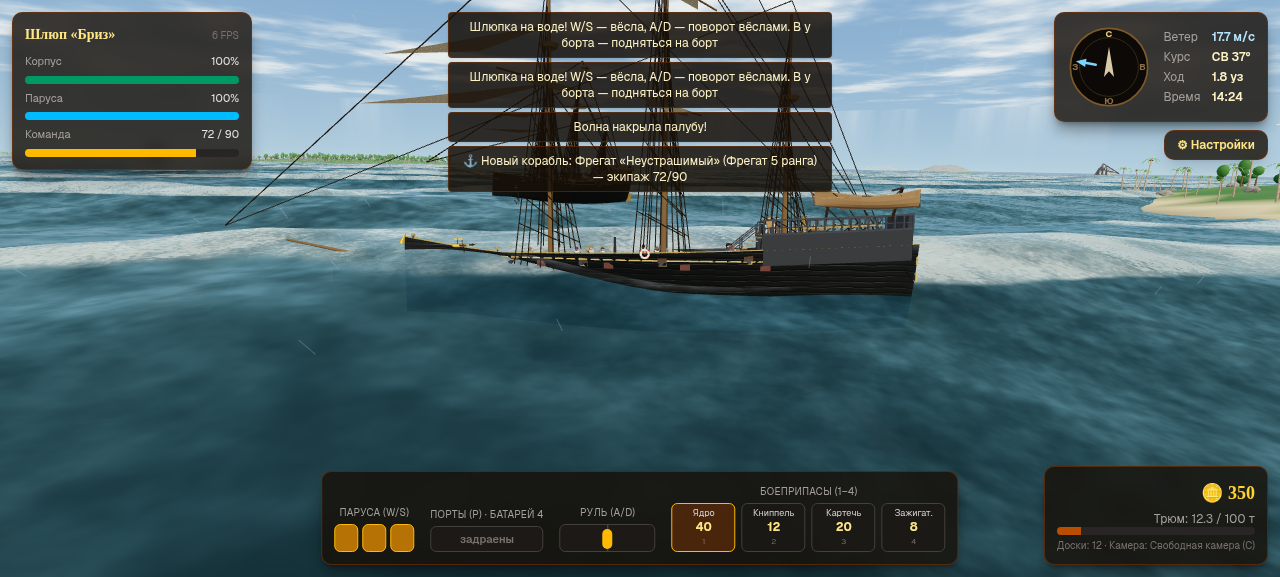 Шлюп «Бриз»
6 FPS
Корпус 100%
Паруса 100%
Команда 72 / 90
Шлюпка на воде! W/S — вёсла, A/D — поворот вёслами. В у
борта — подняться на борт
Шлюпка на воде! W/S — вёсла, A/D — поворот вёслами. В у
борта — подняться на борт
Волна накрыла палубу!
⚓ Новый корабль: Фрегат «Неустрашимый» (Фрегат 5 ранга)
— экипаж 72/90
С
З
В
Ю
Ветер 17.7 м/с
Курс СВ 37°
Ход 1.8 уз
Время 14:24
⚙ Настройки
ПАРУСА (W/S)
ПОРТЫ (P) · БАТАРЕЙ 4
задраены
РУЛЬ (A/D)
БОЕПРИПАСЫ (1–4)
Ядро
40
1
Книппель
12
2
Картечь
20
3
Зажигат.
8
4
🪙 350
Трюм: 12.3 / 100 т
Доски: 12 · Камера: Свободная камера (C)